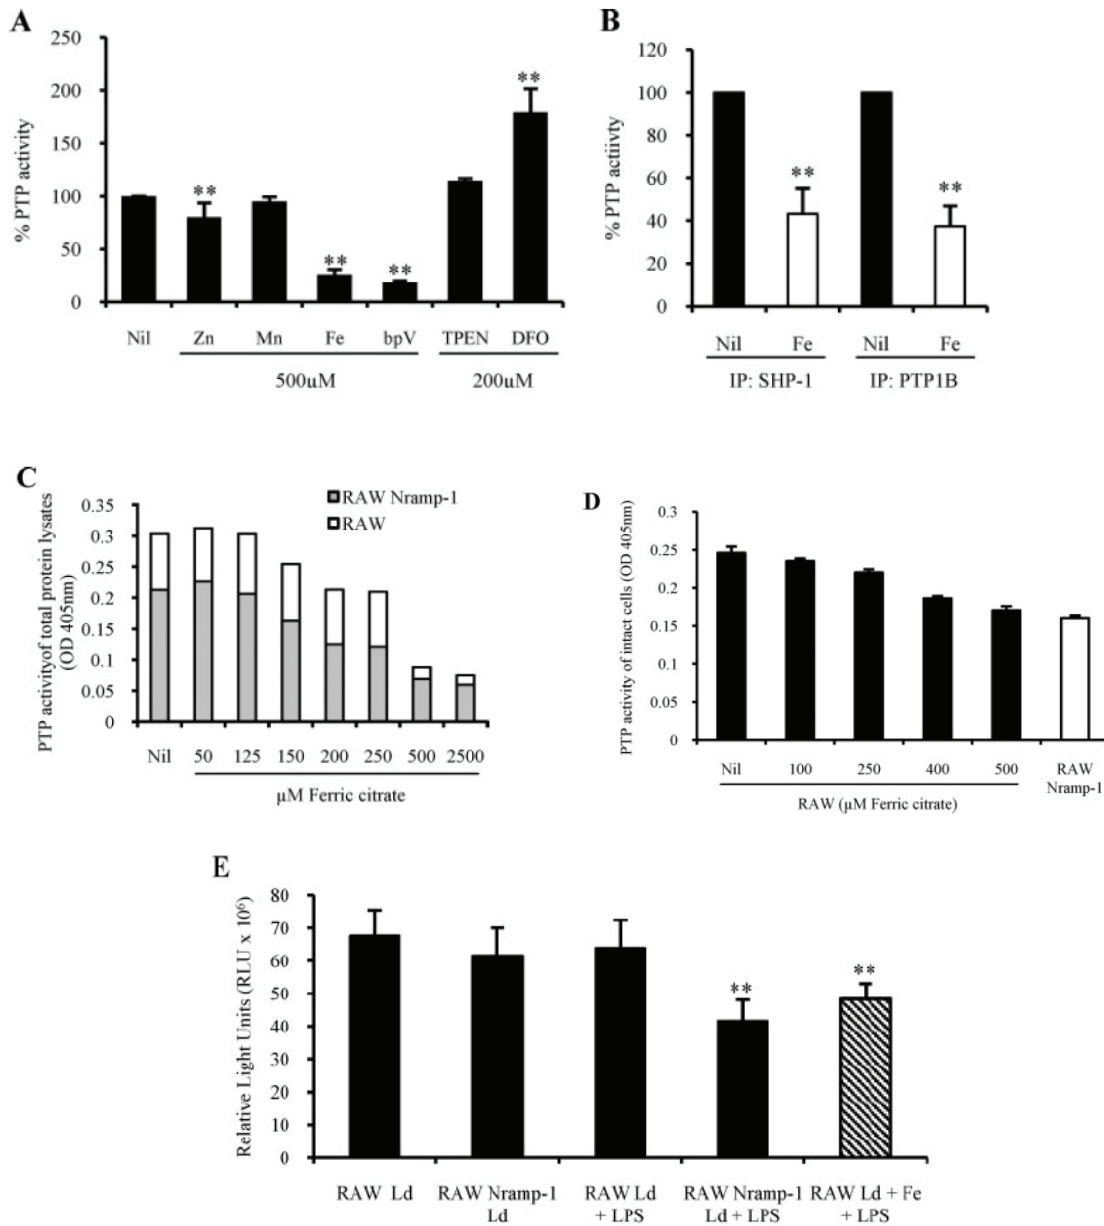 A
% PTP activity
250
200
150
100
50
0
** ** ** **
Nil Zn Mn Fe bpV TPEN DFO
500µM 200µM
B
% PTP actiivty
120
100
80
60
40
20
0
** **
Nil Fe Nil Fe
IP: SHP-1 IP: PTP1B
C
PTP activityof total protein lysates
(OD 405nm)
RAW Nramp-1
RAW
0.35
0.3
0.25
0.2
0.15
0.1
0.05
0
Nil 50 125 150 200 250 500 2500
µM Ferric citrate
D
PTP activity of intact cells (OD 405nm)
0.3
0.25
0.2
0.15
0.1
0.05
0
Nil 100 250 400 500 RAW
Nramp-1
RAW (µM Ferric citrate)
E
Relative Light Units (RLU x 10⁶)
80
70
60
50
40
30
20
10
0
** **
RAW Ld RAW Nramp-1 RAW Ld RAW Nramp-1 RAW Ld + Fe
Ld + LPS Ld + LPS + LPS